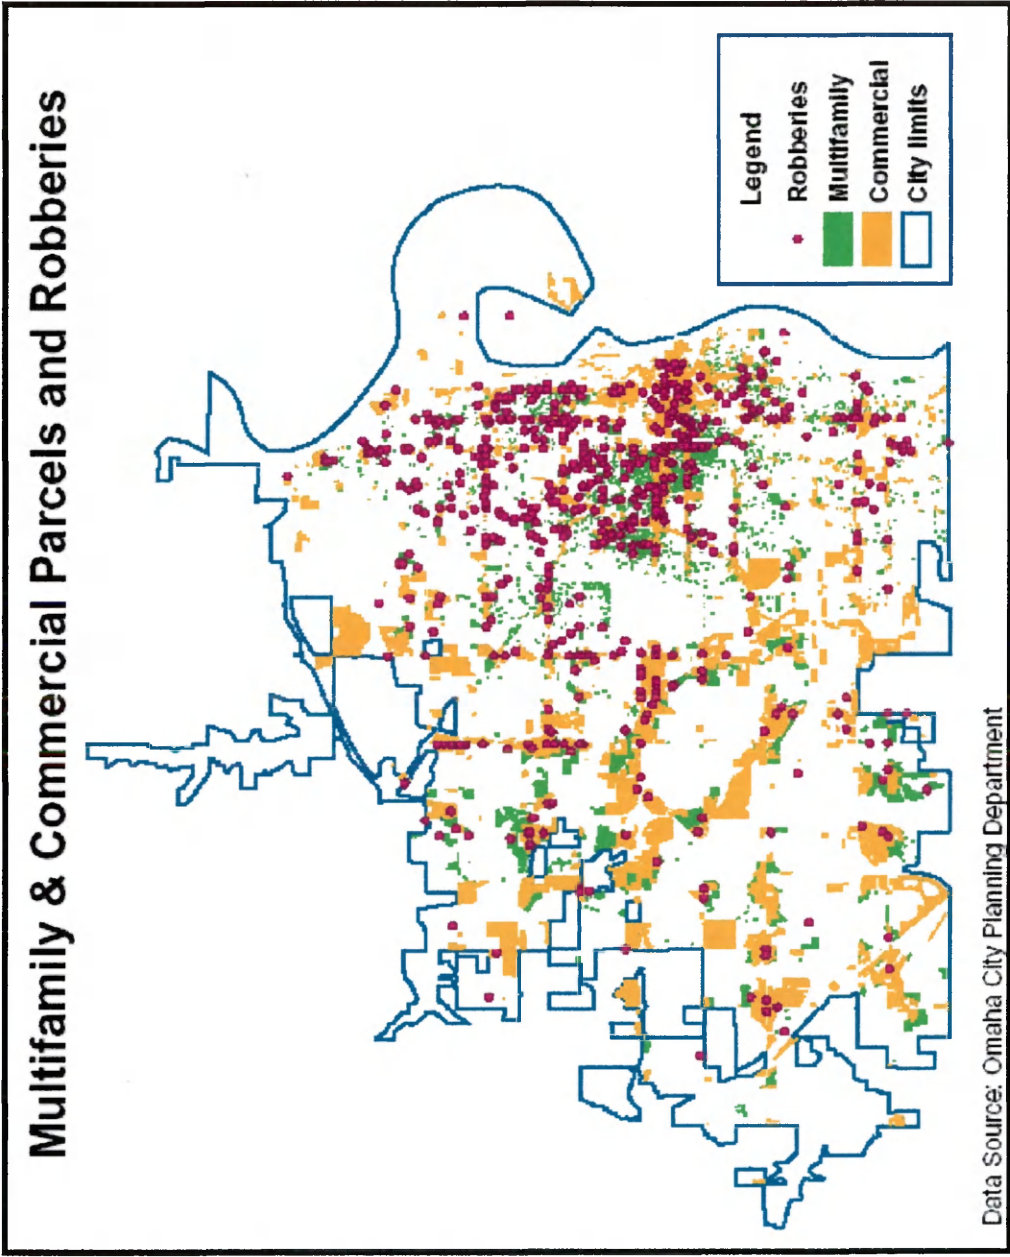 Multifamily & Commercial Parcels and Robberies
Legend
Robberies
Multifamily
Commercial
City limits
Data Source: Omaha City Planning Department